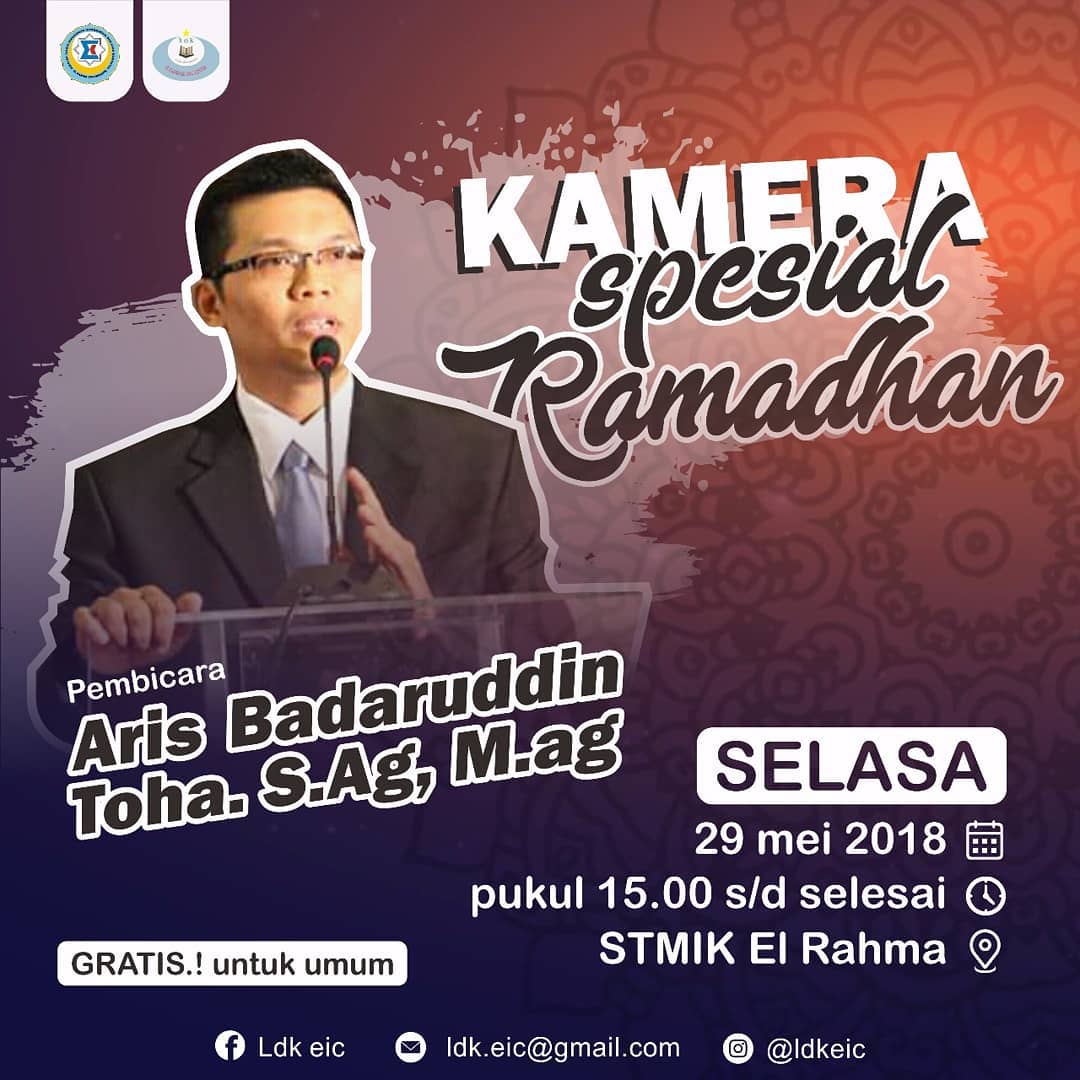 KAMERA
spesial
Ramadhan
Pembicara
Aris Badaruddin
Toha. S.Ag, M.ag
SELASA
29 mei 2018
pukul 15.00 s/d selesai
STMIK El Rahma
GRATIS.! untuk umum
Ldk eic
ldk.eic@gmail.com
@ldkeic